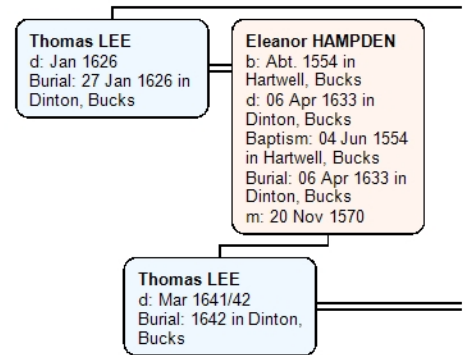 Thomas LEE
d: Jan 1626
Burial: 27 Jan 1626 in
Dinton, Bucks
Eleanor HAMPDEN
b: Abt. 1554 in
Hartwell, Bucks
d: 06 Apr 1633 in
Dinton, Bucks
Baptism: 04 Jun 1554
in Hartwell, Bucks
Burial: 06 Apr 1633 in
Dinton, Bucks
m: 20 Nov 1570
Thomas LEE
d: Mar 1641/42
Burial: 1642 in Dinton,
Bucks